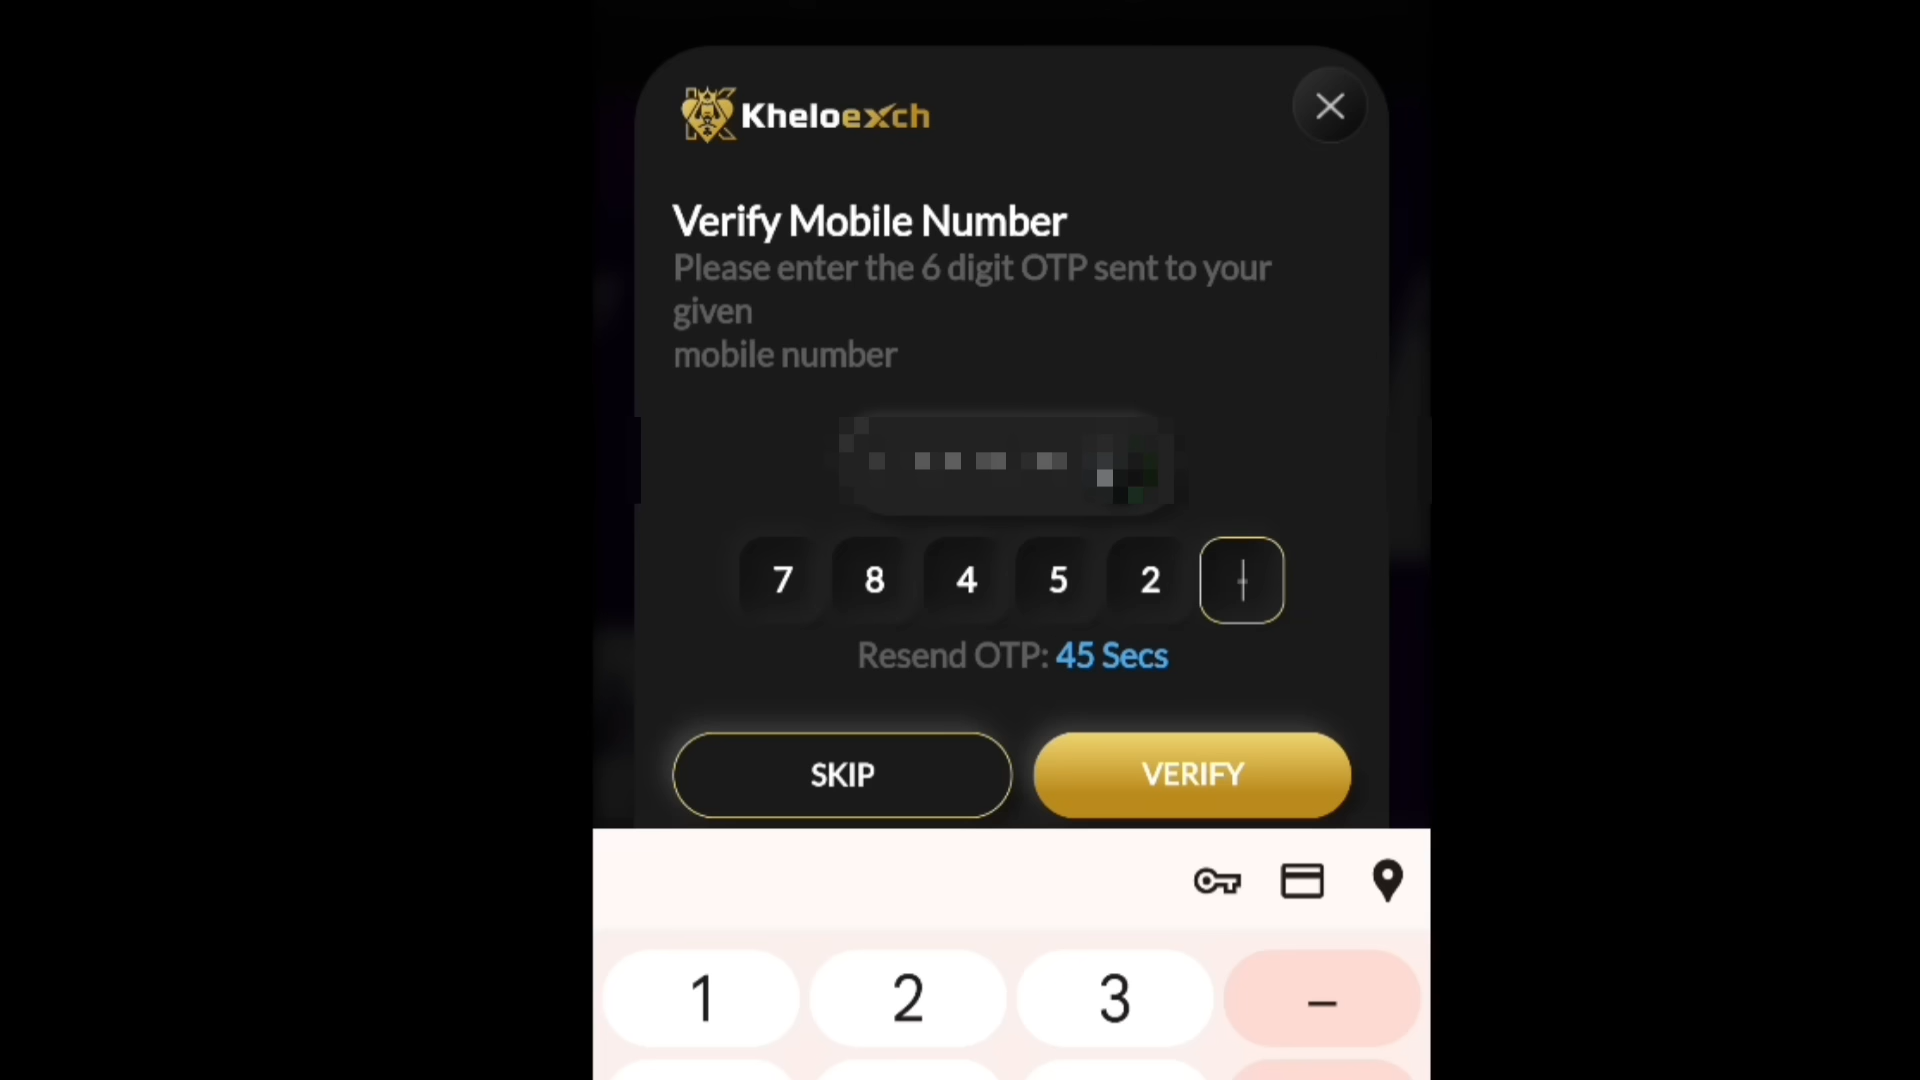 Kheloexch
Verify Mobile Number
Please enter the 6 digit OTP sent to your
given
mobile number
7 8 4 5 2
Resend OTP: 45 Secs
SKIP VERIFY
1 2 3 –